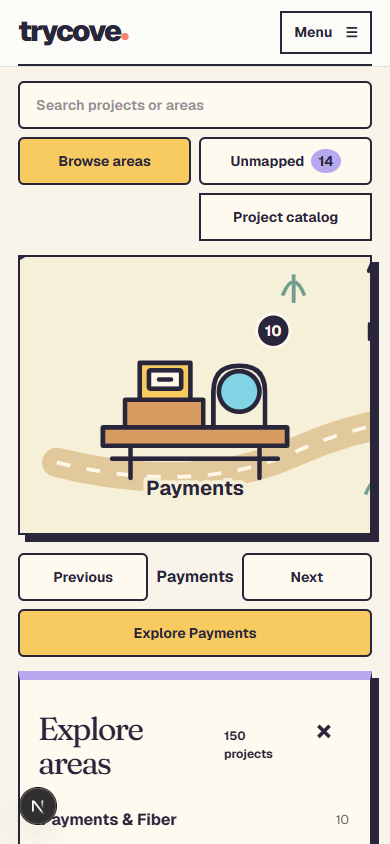 trycove.
Menu ☰
Search projects or areas
Browse areas
Unmapped 14
Project catalog
10
Payments
Previous
Payments
Next
Explore Payments
Explore
areas
150
projects
×
N
Payments & Fiber
10